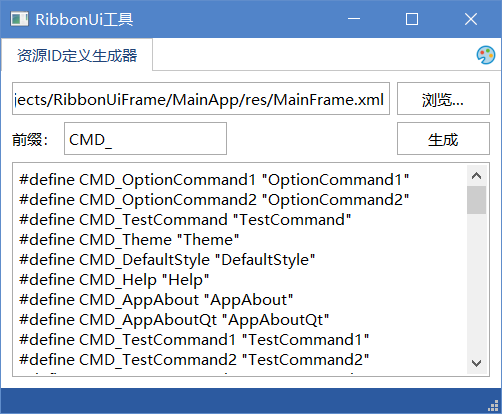 RibbonUi工具
资源ID定义生成器
jects/RibbonUiFrame/MainApp/res/MainFrame.xml
浏览...
前缀：
CMD_
生成
#define CMD_OptionCommand1 "OptionCommand1"
#define CMD_OptionCommand2 "OptionCommand2"
#define CMD_TestCommand "TestCommand"
#define CMD_Theme "Theme"
#define CMD_DefaultStyle "DefaultStyle"
#define CMD_Help "Help"
#define CMD_AppAbout "AppAbout"
#define CMD_AppAboutQt "AppAboutQt"
#define CMD_TestCommand1 "TestCommand1"
#define CMD_TestCommand2 "TestCommand2"